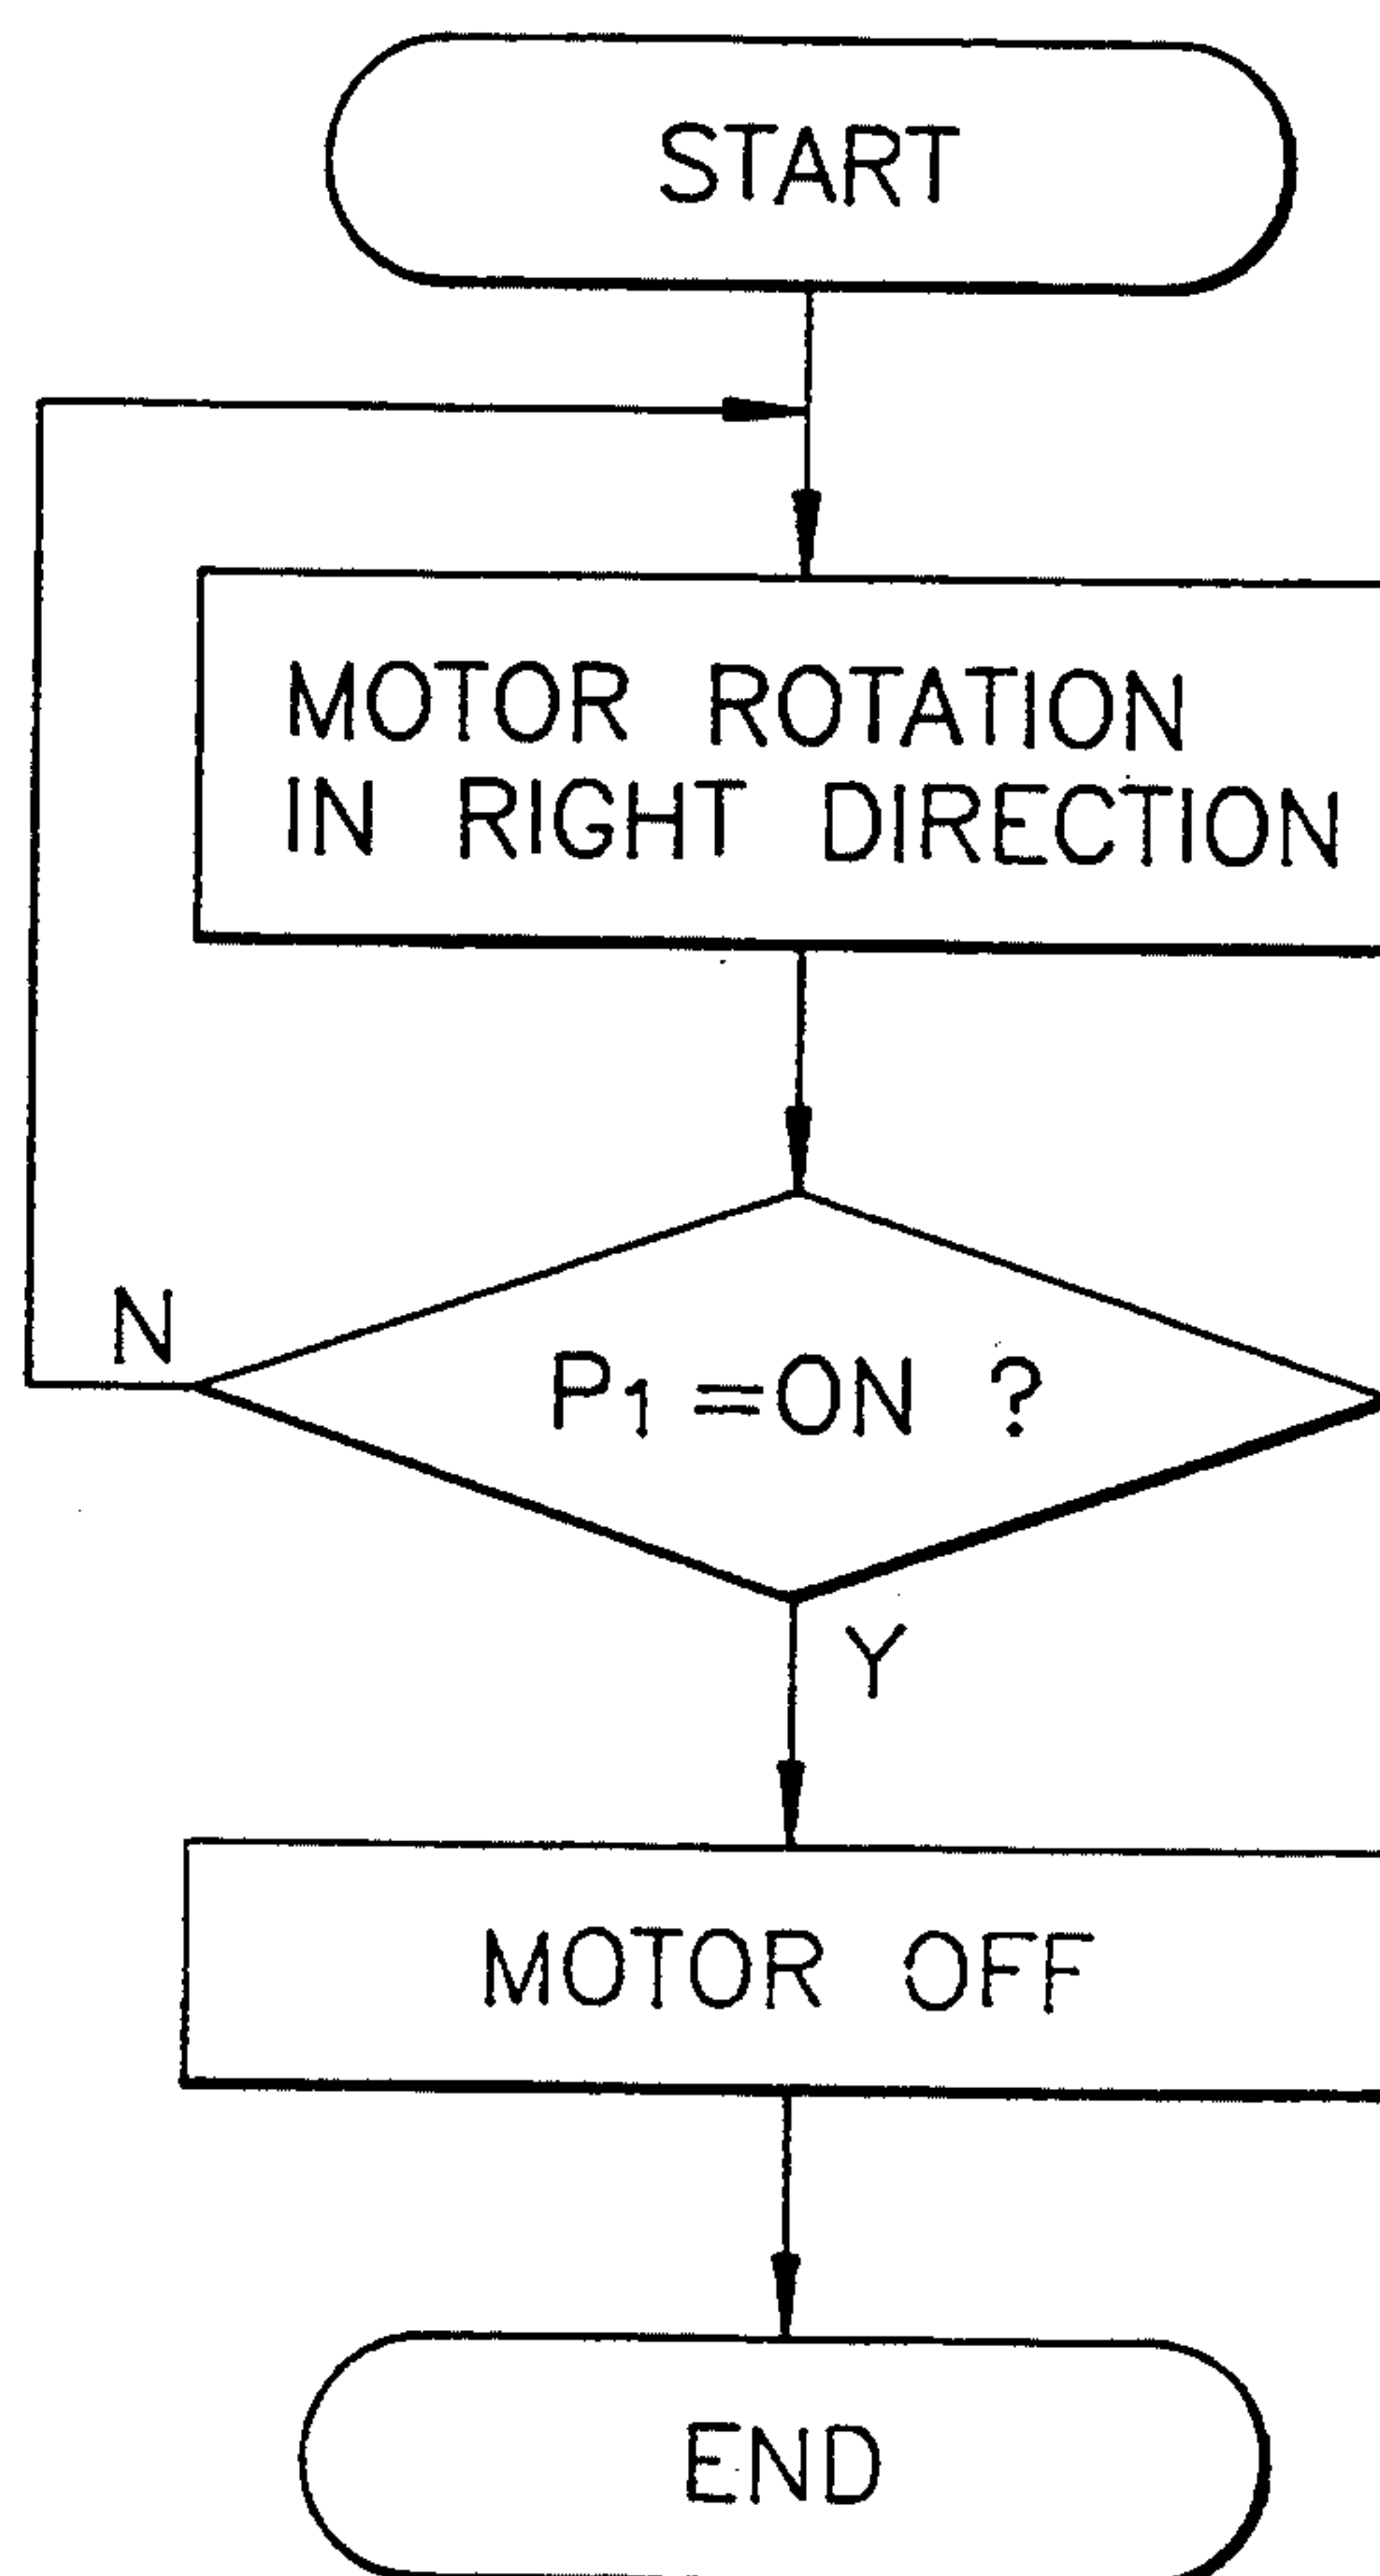 START
MOTOR ROTATION
IN RIGHT DIRECTION
N
P₁ =ON ?
Y
MOTOR OFF
END